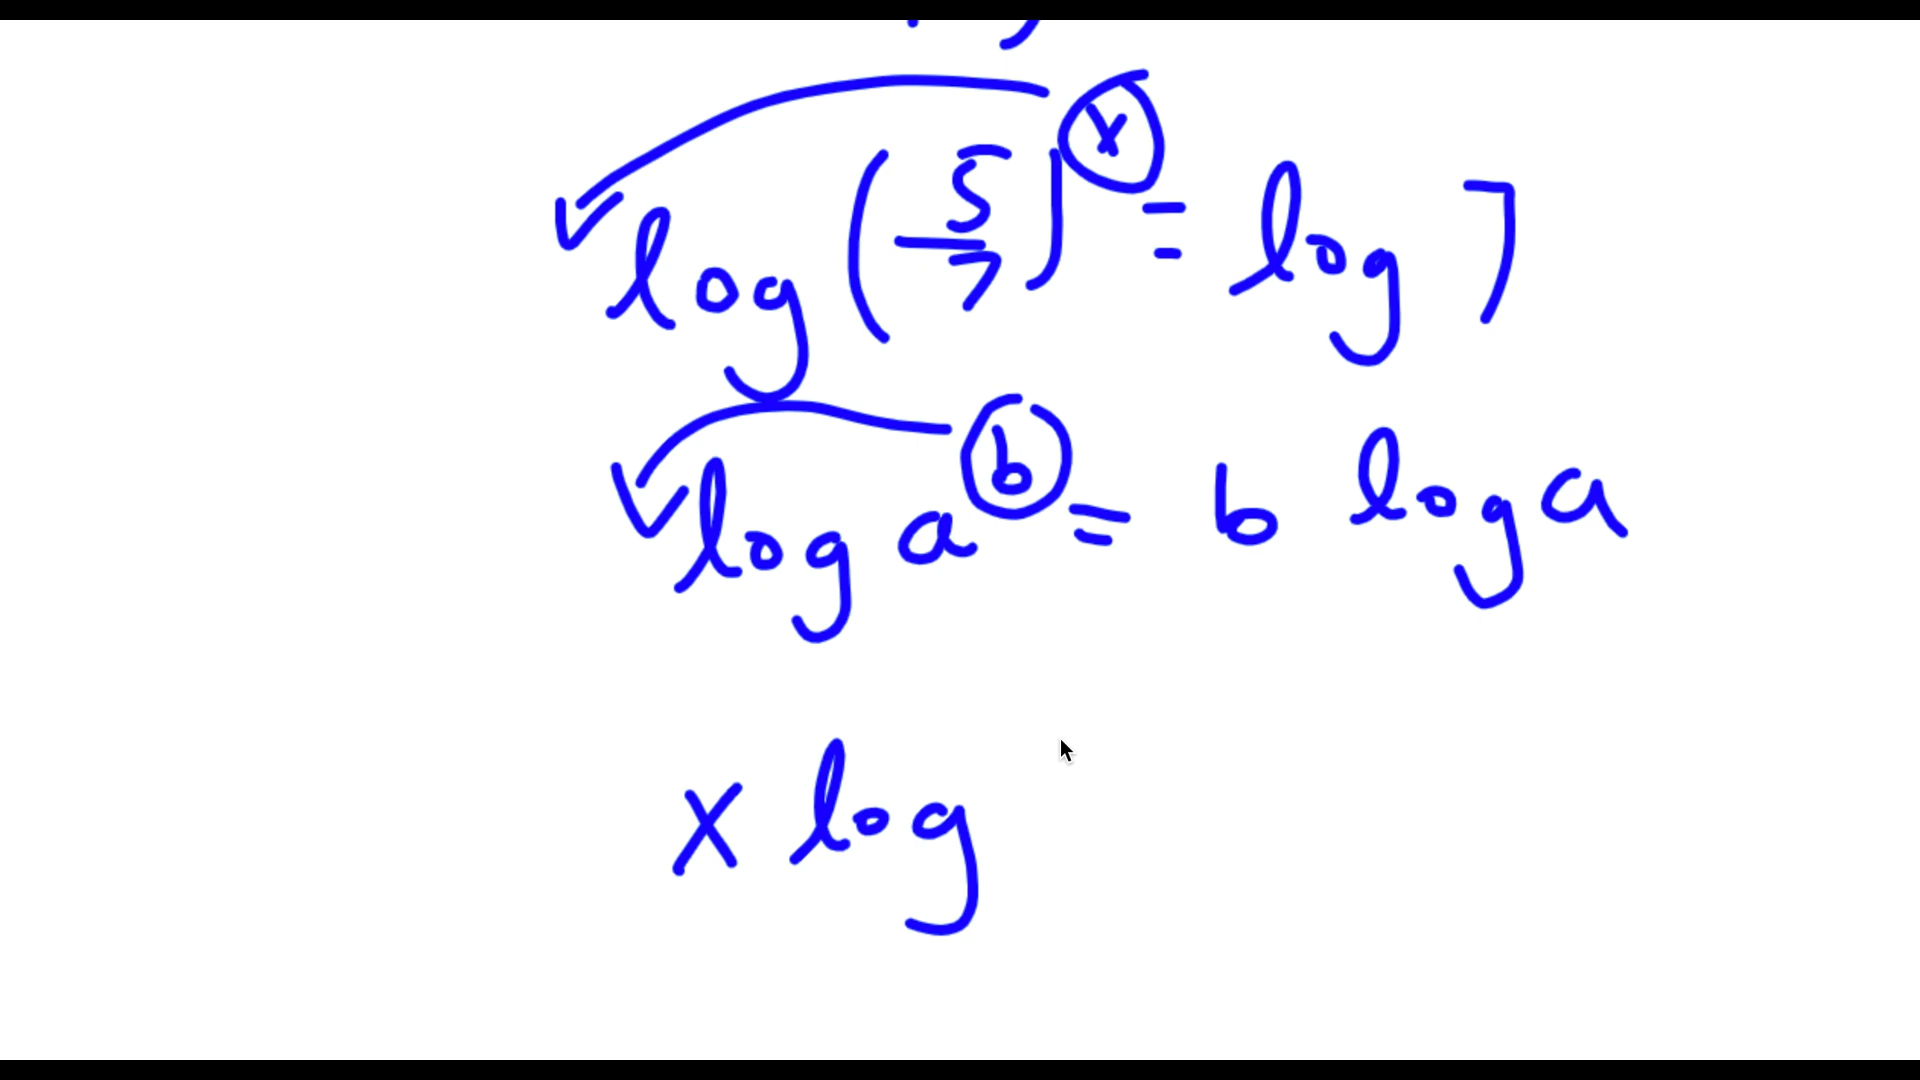 log (5/7)^x = log 7
log a^b = b log a
x log